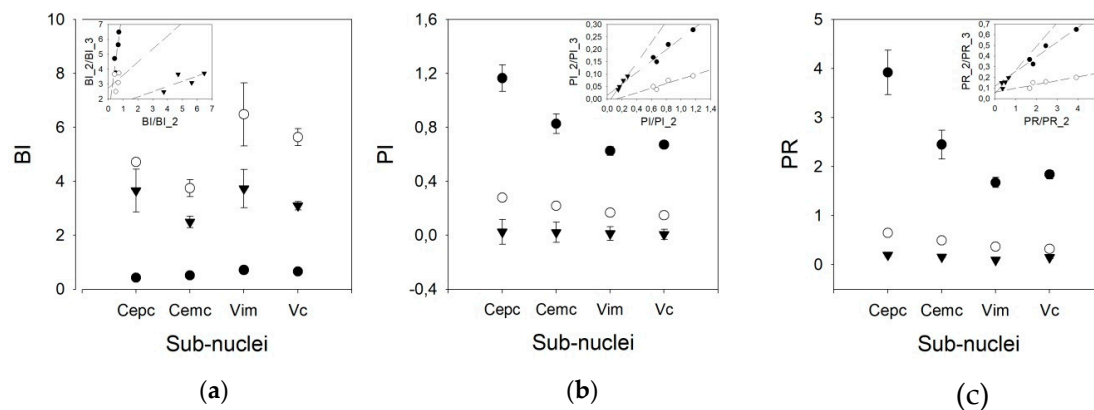 10
8
6
4
2
0
BI
7
6
5
4
3
2
BI_2/BI_3
0 1 2 3 4 5 6 7
BI/BI_2
Cepc Cemc Vim Vc
Sub-nuclei
(a)
1,6
1,2
0,8
0,4
0,0
-0,4
PI
0,30
0,25
0,20
0,15
0,10
0,05
0,00
PI_2/PI_3
0,0 0,2 0,4 0,6 0,8 1,0 1,2 1,4
PI/PI_2
Cepc Cemc Vim Vc
Sub-nuclei
(b)
5
4
3
2
1
0
PR
0,7
0,6
0,5
0,4
0,3
0,2
0,1
0,0
PR_2/PR_3
0 1 2 3 4
PR/PR_2
Cepc Cemc Vim Vc
Sub-nuclei
(c)